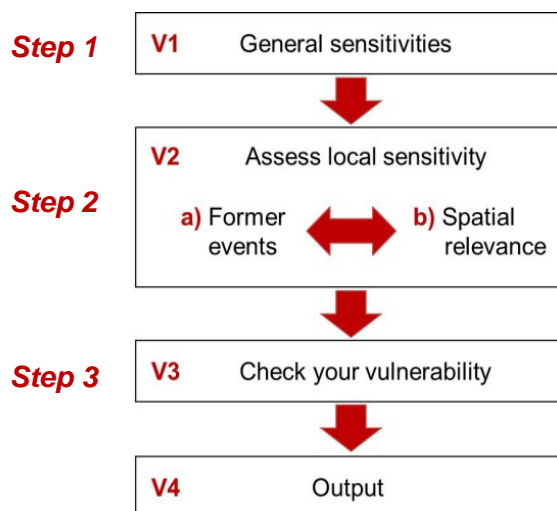 Step 1
V1 General sensitivities
Step 2
V2 Assess local sensitivity
a) Former events
b) Spatial relevance
Step 3
V3 Check your vulnerability
V4 Output